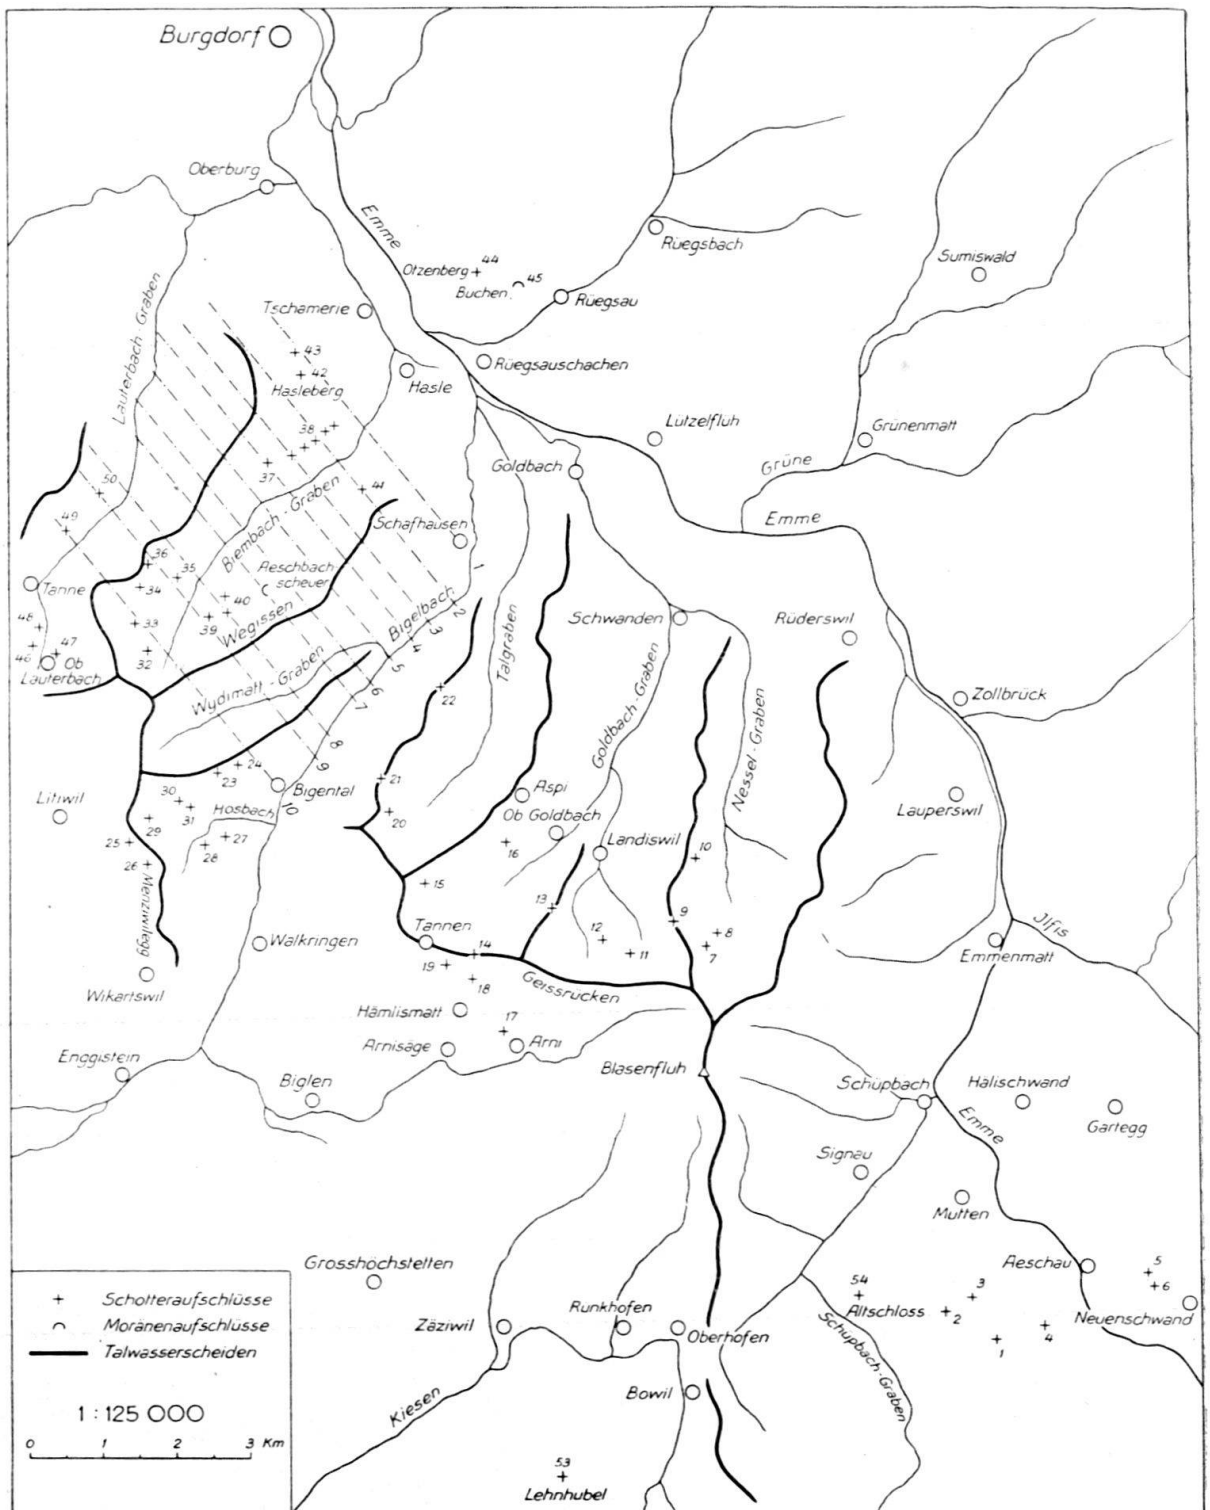 Burgdorf
Oberburg
Emme
Rüegsbach
Sumiswald
Otzenberg 44
Buchen 45
Rüegsau
Lauterbach-Graben
Tschamerie
43
42
Hasleberg
Hasle
Rüegsauschachen
Lützelflüh
Grünenmatt
Grüne
Emme
38
37
41
Goldbach
50
49
Biembach-Graben
Schafhausen
36
35
34
Aeschbach
scheuer
40
39
33
32
Tanne
48
47
46
Ob
Lauterbach
Wegissen
Bigelbach
1
2
3
4
5
6
7
8
9
10
Wydimatt-Graben
Talgraben
22
Schwanden
Rüderswil
Goldbach-Graben
Nessel-Graben
Zollbrück
24
23
21
20
Bigental
Litiwil
30
31
29
Hosbach
25
26
28
27
Aspi
Ob Goldbach
16
Landiswil
10
Lauperswil
Menziwilegg
15
13
12
11
9
8
7
Walkringen
Tannen
14
19
18
Geissrücken
Ilfis
Emmenmatt
Wikartswil
Hämlismatt
17
Enggistein
Arnisäge
Arni
Blasenfluh
Biglen
Schüpbach
Hälischwand
Gartegg
Emme
Signau
Mutten
Grosshöchstetten
Aeschau
5
6
54
3
Altschloss
2
1
4
Neuenschwand
Zäziwil
Runkhofen
Oberhofen
Schüpbach-Graben
Kiesen
Bowil
53
Lehnhubel
Schotteraufschlüsse
Moränenaufschlüsse
Talwasserscheiden
1 : 125 000
0 1 2 3 Km